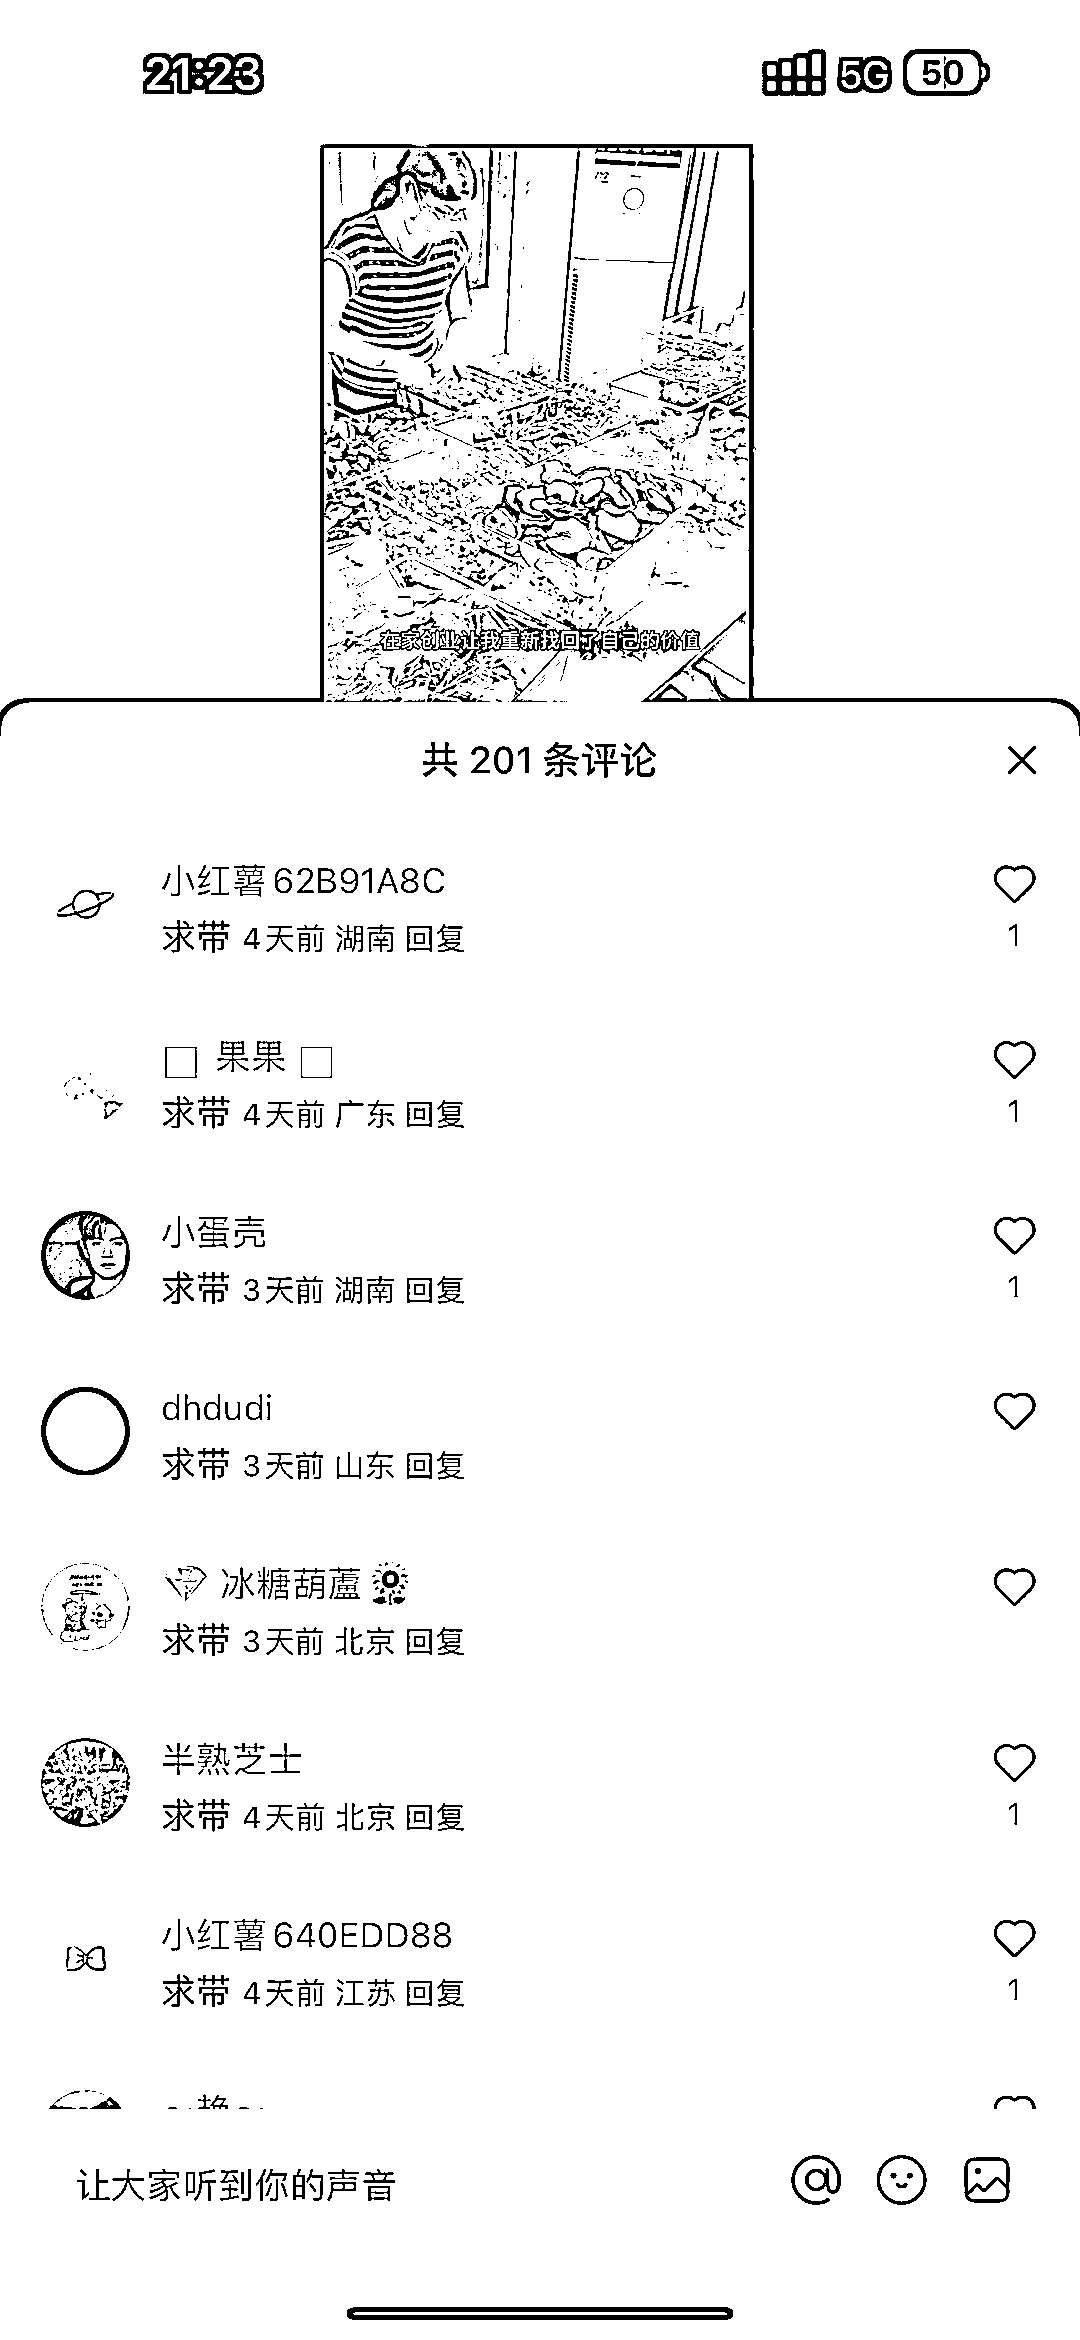 21:23
5G 50
在家创业让我重新找回了自己的价值
共 201 条评论
小红薯62B91A8C
求带 4天前 湖南 回复
1
果果
求带 4天前 广东 回复
1
小蛋壳
求带 3天前 湖南 回复
1
dhdudi
求带 3天前 山东 回复
冰糖葫蘆
求带 3天前 北京 回复
半熟芝士
求带 4天前 北京 回复
1
小红薯640EDD88
求带 4天前 江苏 回复
1
让大家听到你的声音